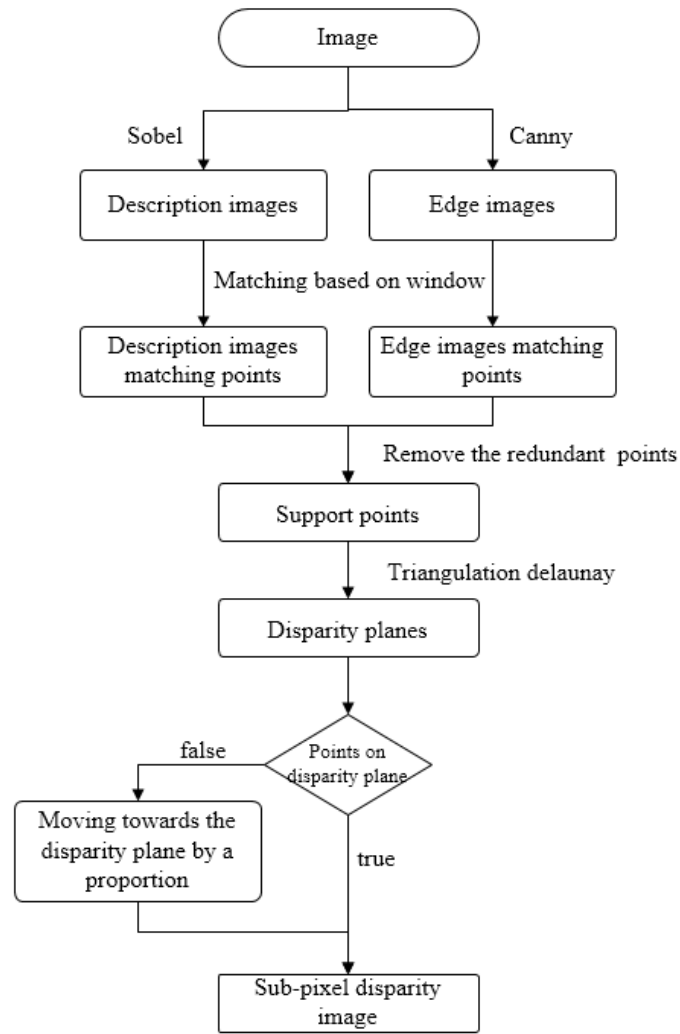 Image
Sobel
Canny
Description images
Edge images
Matching based on window
Description images
matching points
Edge images matching
points
Remove the redundant points
Support points
Triangulation delaunay
Disparity planes
false
Points on
disparity plane
Moving towards the
disparity plane by a
proportion
true
Sub-pixel disparity
image